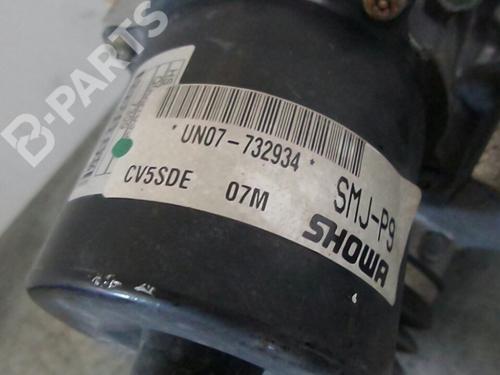 B-PARTS
* UN07-732934 *
CV5SDE 07M
SMJ-P9
SHOWA